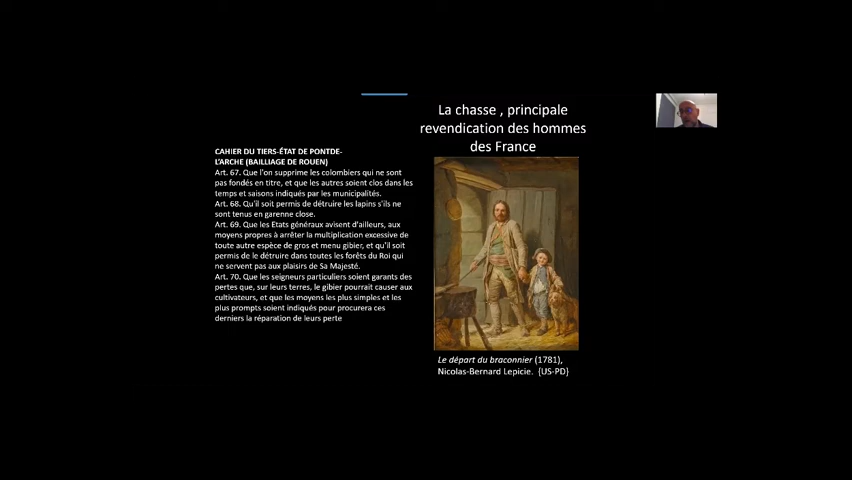 La chasse , principale
revendication des hommes
des France
CAHIER DU TIERS-ÉTAT DE PONTDE-
L'ARCHE (BAILLIAGE DE ROUEN)
Art. 67. Que l'on supprime les colombiers qui ne sont
pas fondés en titre, et que les autres soient clos dans les
temps et saisons indiqués par les municipalités.
Art. 68. Qu'il soit permis de détruire les lapins s'ils ne
sont tenus en garenne close.
Art. 69. Que les Etats généraux avisent d'ailleurs, aux
moyens propres à arrêter la multiplication excessive de
toute autre espèce de gros et menu gibier, et qu'il soit
permis de le détruire dans toutes les forêts du Roi qui
ne servent pas aux plaisirs de Sa Majesté.
Art. 70. Que les seigneurs particuliers soient garants des
pertes que, sur leurs terres, le gibier pourrait causer aux
cultivateurs, et que les moyens les plus simples et les
plus prompts soient indiqués pour procurera ces
derniers la réparation de leurs perte
Le départ du braconnier (1781),
Nicolas-Bernard Lepicie. {US-PD}